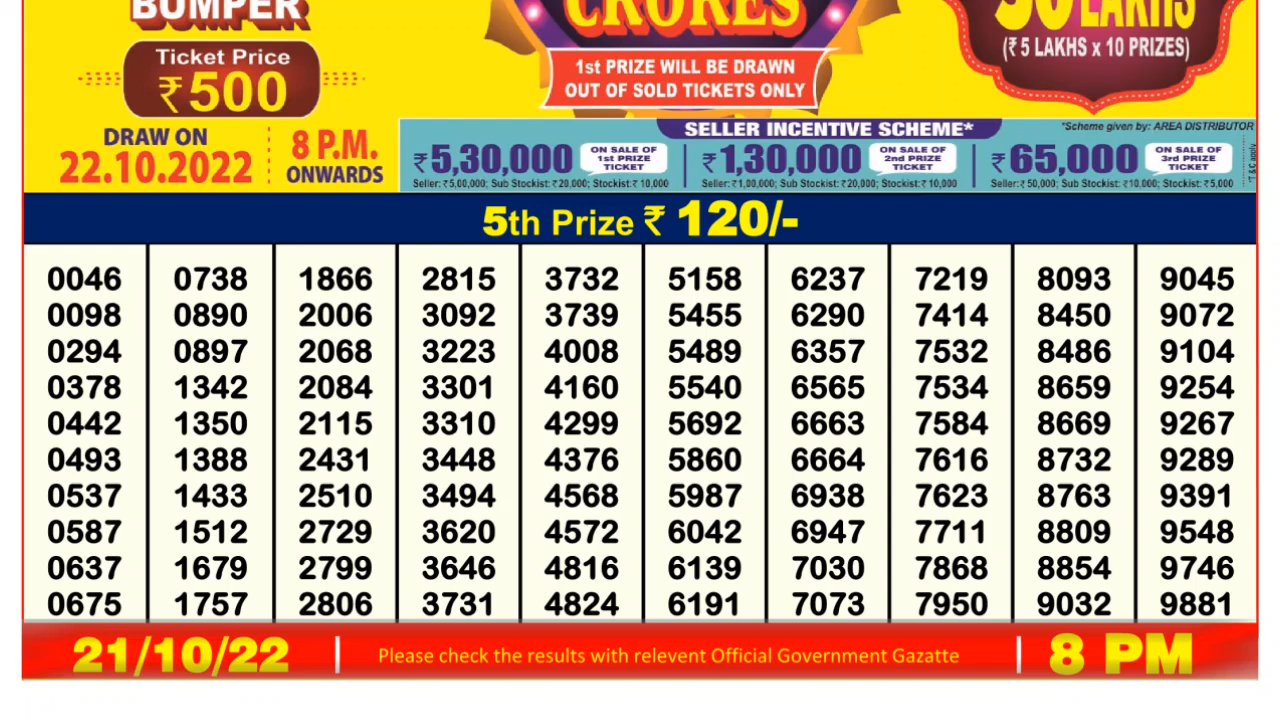 BUMPER
Ticket Price
₹500
DRAW ON
22.10.2022
8 P.M.
ONWARDS
CRORES
1st PRIZE WILL BE DRAWN
OUT OF SOLD TICKETS ONLY
LAKHS
(₹ 5 LAKHS x 10 PRIZES)
SELLER INCENTIVE SCHEME*
*Scheme given by: AREA DISTRIBUTOR
₹5,30,000 ON SALE OF 1st PRIZE TICKET
Seller: ₹5,00,000; Sub Stockist: ₹20,000; Stockist: ₹10,000
₹1,30,000 ON SALE OF 2nd PRIZE TICKET
Seller: ₹1,00,000; Sub Stockist: ₹20,000; Stockist: ₹10,000
₹65,000 ON SALE OF 3rd PRIZE TICKET
Seller: ₹50,000; Sub Stockist: ₹10,000; Stockist: ₹5,000
*T &C apply
5th Prize ₹ 120/-
0046 0738 1866 2815 3732 5158 6237 7219 8093 9045
0098 0890 2006 3092 3739 5455 6290 7414 8450 9072
0294 0897 2068 3223 4008 5489 6357 7532 8486 9104
0378 1342 2084 3301 4160 5540 6565 7534 8659 9254
0442 1350 2115 3310 4299 5692 6663 7584 8669 9267
0493 1388 2431 3448 4376 5860 6664 7616 8732 9289
0537 1433 2510 3494 4568 5987 6938 7623 8763 9391
0587 1512 2729 3620 4572 6042 6947 7711 8809 9548
0637 1679 2799 3646 4816 6139 7030 7868 8854 9746
0675 1757 2806 3731 4824 6191 7073 7950 9032 9881
21/10/22 Please check the results with relevent Official Government Gazatte 8 PM